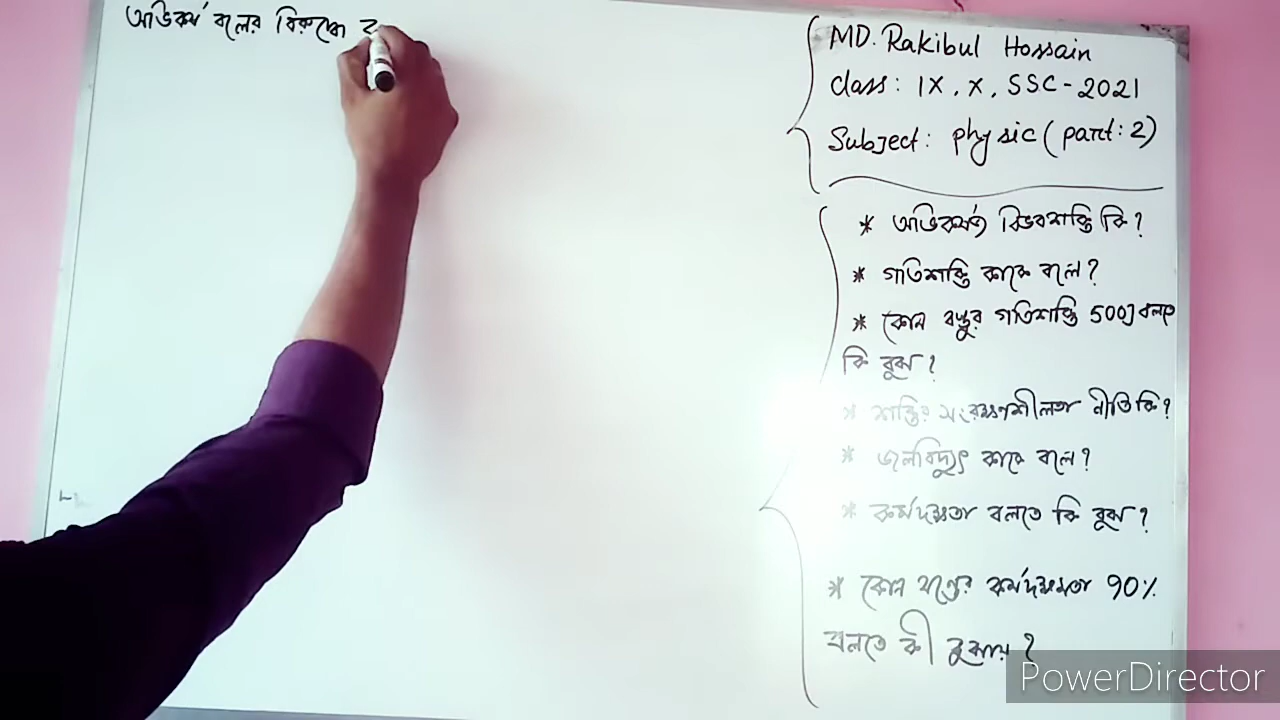 অভিকর্ষ বলের বিরুদ্ধে
MD. Rakibul Hossain
class: IX, X, SSC-2021
Subject: physic (part: 2)
* অভিকর্ষজ বিভবশক্তি কি?
* গতিশক্তি কাকে বলে?
* কোন বস্তুর গতিশক্তি 500J বলতে
কি বুঝ?
* শক্তির সংরক্ষণশীলতা নীতি কি?
* জলবিদ্যুৎ কাকে বলে?
* কর্মদক্ষতা বলতে কি বুঝ?
* কোন যন্ত্রের কর্মদক্ষতা 90%
বলতে কী বুঝায়?
PowerDirector